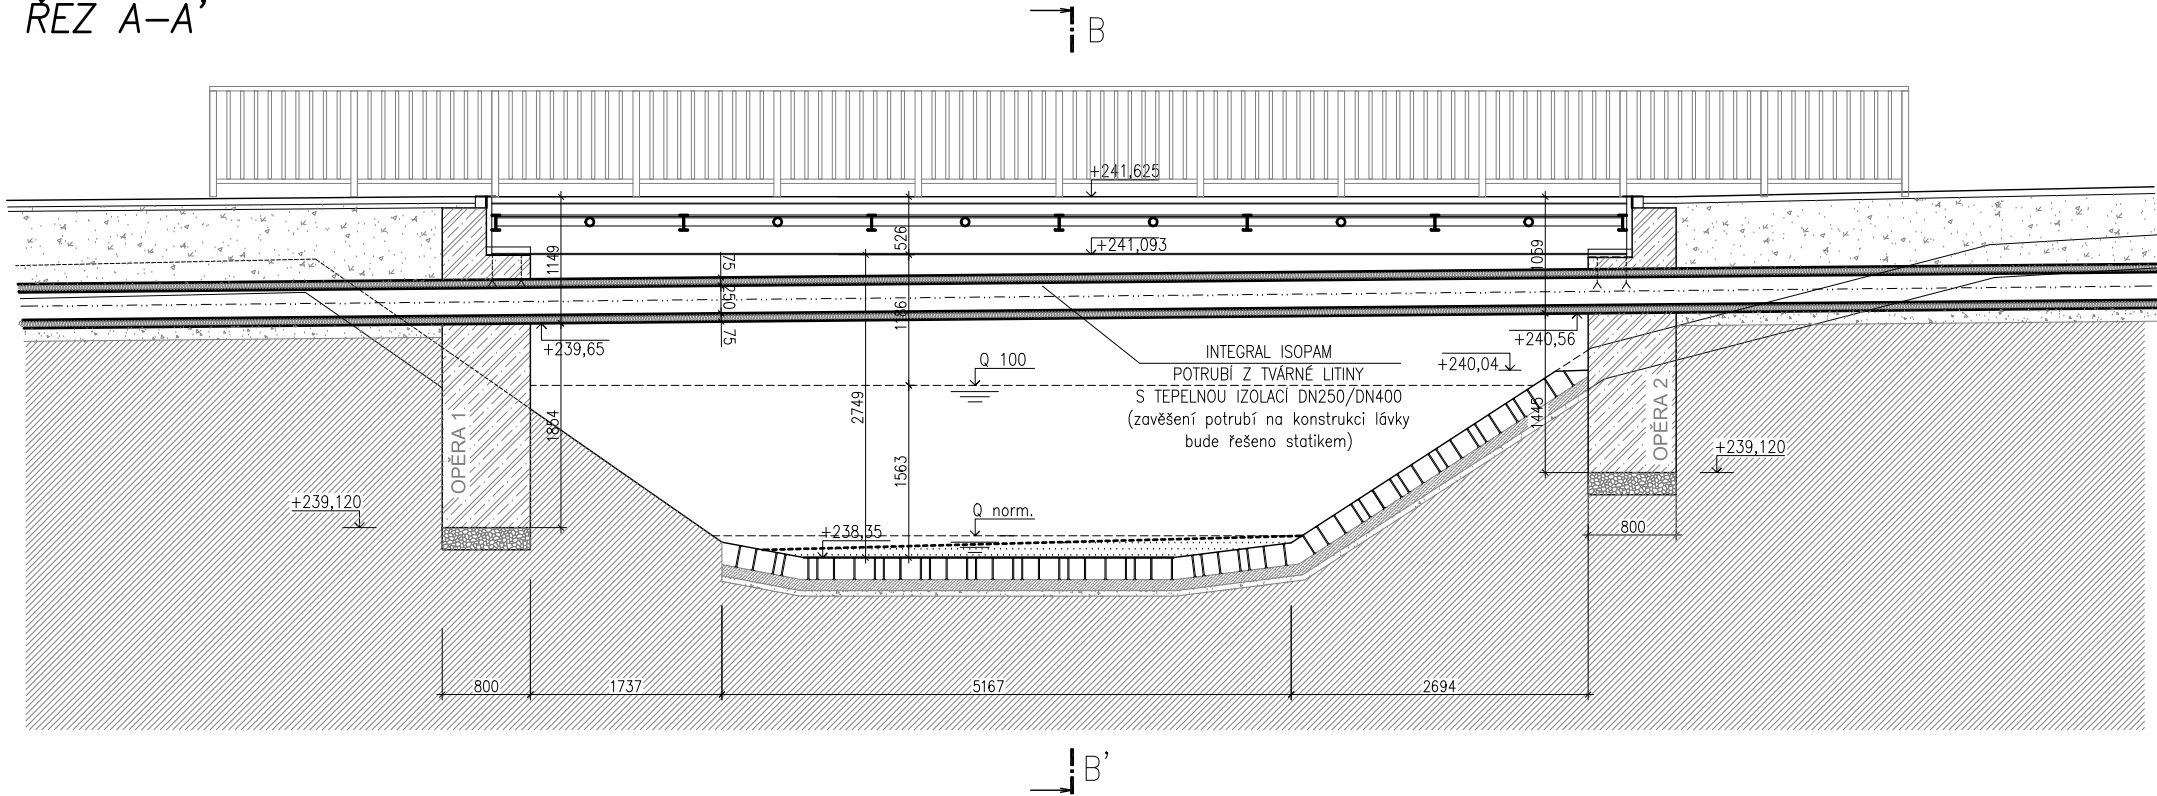 ŘEZ A-A'
B
+241,625
1149
75
250
75
526
+241,093
1059
1186
+239,65
INTEGRAL ISOPAM
POTRUBÍ Z TVÁRNÉ LITINY
S TEPELNOU IZOLACÍ DN250/DN400
(zavěšení potrubí na konstrukci lávky
bude řešeno statikem)
Q 100
+240,04
+240,56
2749
1563
1854
1445
OPĚRA 1
OPĚRA 2
+239,120
+239,120
Q norm.
+238,35
800
800
1737
5167
2694
B'